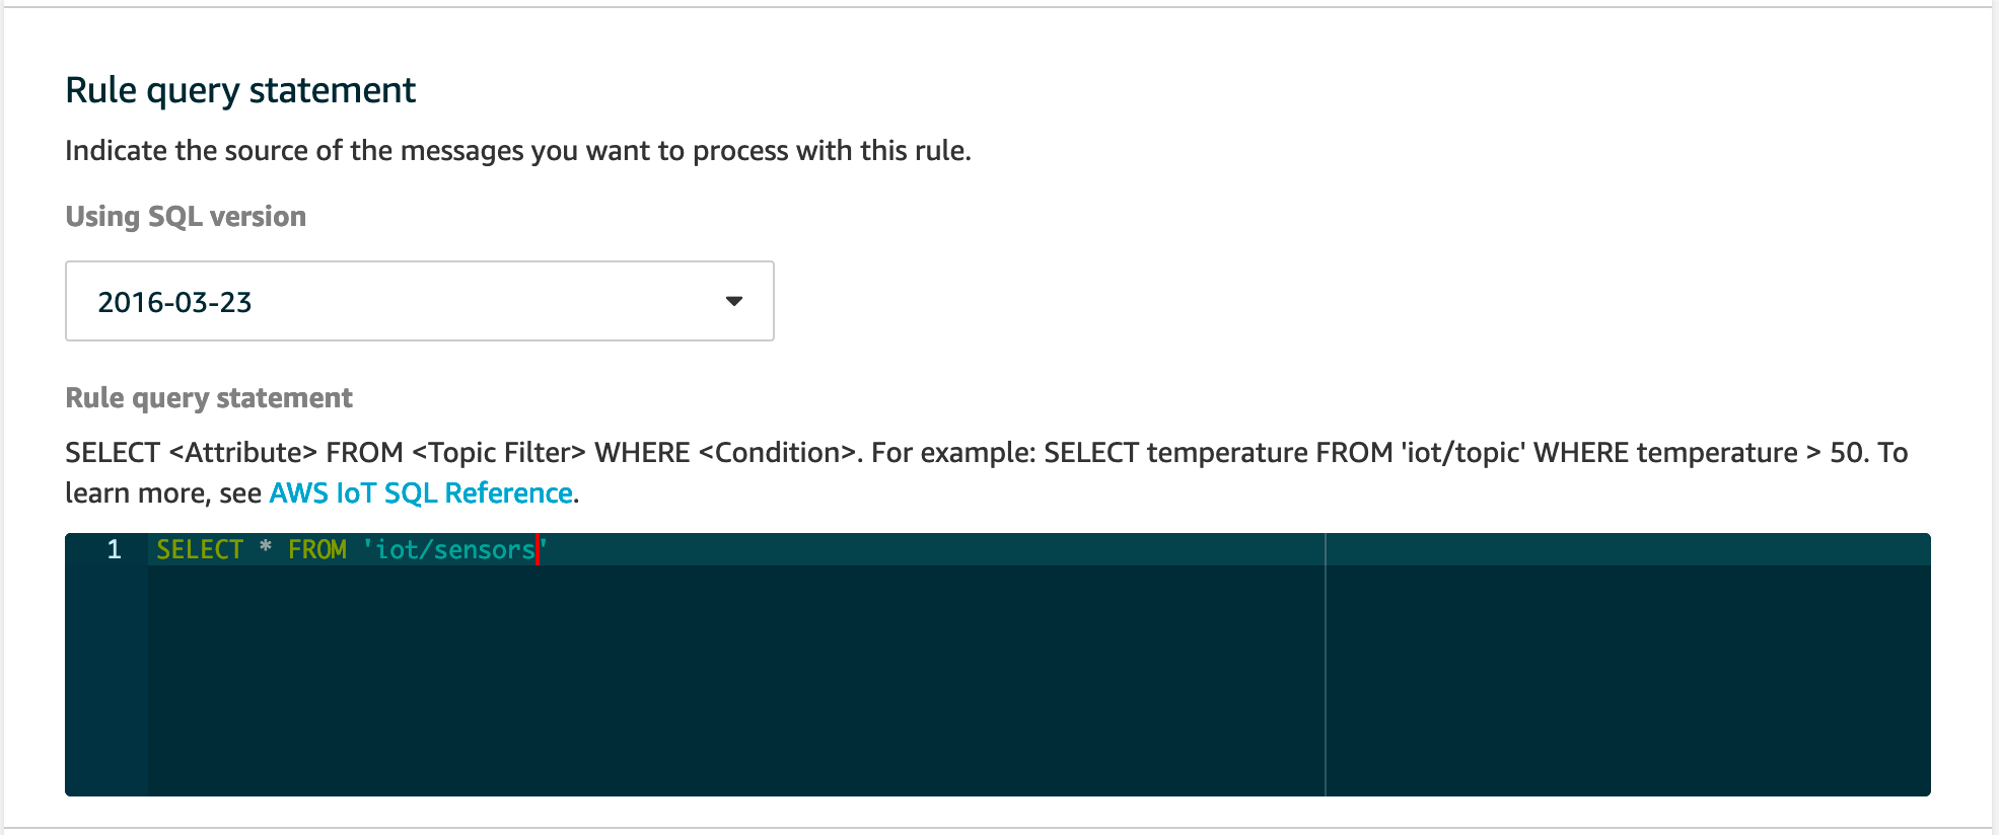 Rule query statement
Indicate the source of the messages you want to process with this rule.
Using SQL version
2016-03-23
Rule query statement
SELECT <Attribute> FROM <Topic Filter> WHERE <Condition>. For example: SELECT temperature FROM 'iot/topic' WHERE temperature > 50. To
learn more, see AWS IoT SQL Reference.
1 SELECT * FROM 'iot/sensors'